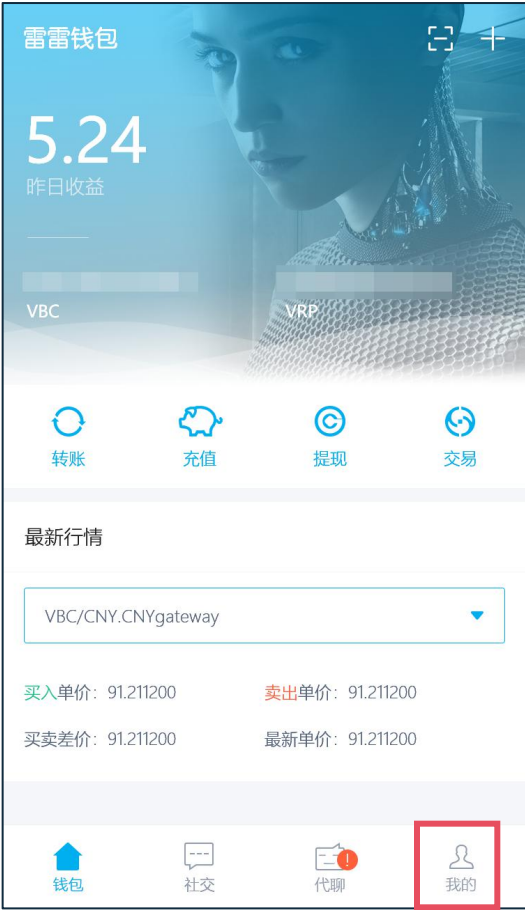 雷雷钱包
5.24
昨日收益
VBC VRP
转账 充值 提现 交易
最新行情
VBC/CNY.CNYgateway
买入单价：91.211200 卖出单价：91.211200
买卖差价：91.211200 最新单价：91.211200
钱包 社交 代聊 我的